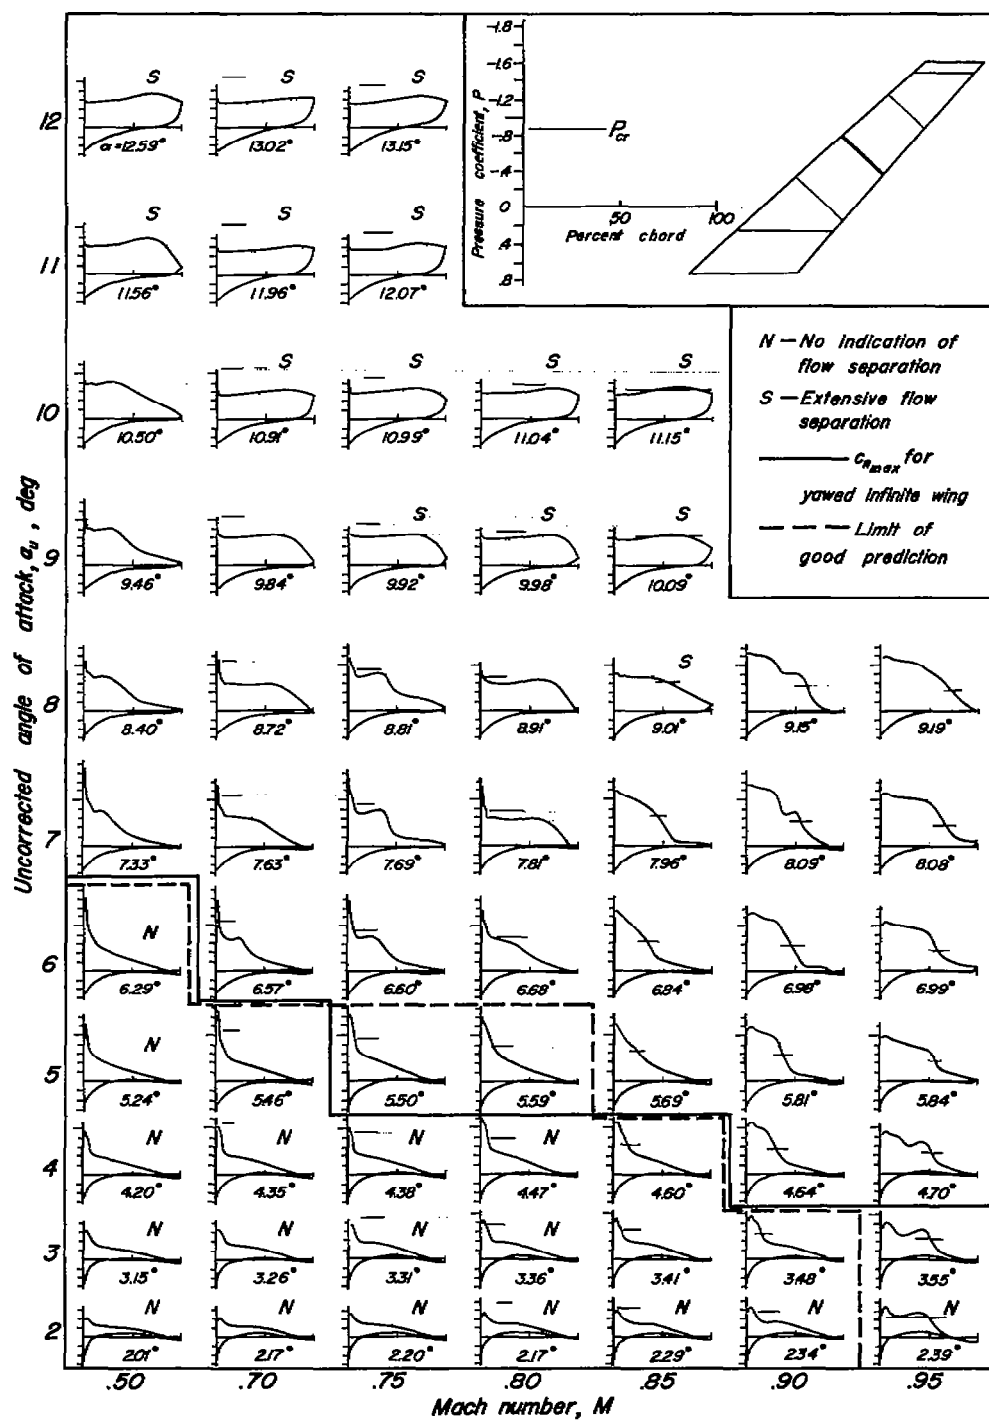 -1.8
-1.6
-1.2
-.8
-.4
0
.4
.8
Pressure coefficient, P
P_cr
50
100
Percent chord
N — No indication of
flow separation
S — Extensive flow
separation
c_n_max for
yawed infinite wing
Limit of
good prediction
Uncorrected angle of attack, α_u, deg
12
S S S
α=12.59° 13.02° 13.15°
11
S S S
11.56° 11.96° 12.07°
10
S S S S
10.50° 10.91° 10.99° 11.04° 11.15°
9
S S S
9.46° 9.84° 9.92° 9.98° 10.09°
8
S
8.40° 8.72° 8.81° 8.91° 9.01° 9.15° 9.19°
7
7.33° 7.63° 7.69° 7.81° 7.96° 8.09° 8.08°
6
N
6.29° 6.57° 6.60° 6.68° 6.84° 6.98° 6.99°
5
N
5.24° 5.46° 5.50° 5.59° 5.69° 5.81° 5.84°
4
N N N N
4.20° 4.35° 4.38° 4.47° 4.60° 4.64° 4.70°
3
N N N N N N
3.15° 3.26° 3.31° 3.36° 3.41° 3.48° 3.55°
2
N N N N N N N
2.01° 2.17° 2.20° 2.17° 2.29° 2.34° 2.39°
.50 .70 .75 .80 .85 .90 .95
Mach number, M